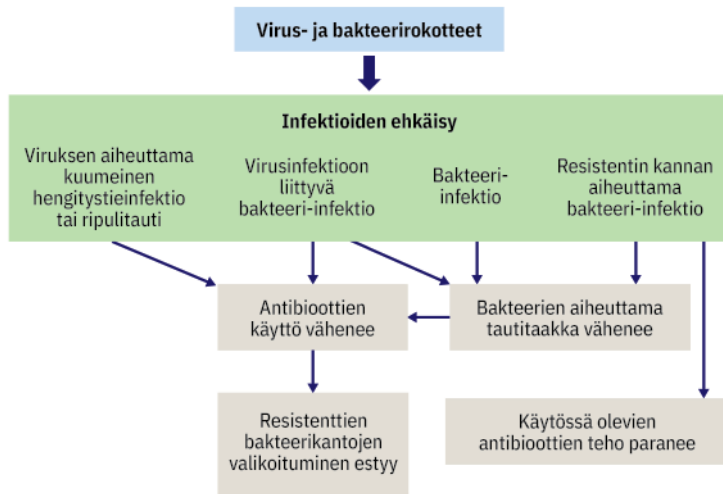 Virus- ja bakteerirokotteet
Infektioiden ehkäisy
Viruksen aiheuttama
kuumeinen
hengitystieinfektio
tai ripulitauti
Virusinfektioon
liittyvä
bakteeri-infektio
Bakteeri-
infektio
Resistentin kannan
aiheuttama
bakteeri-infektio
Antibioottien
käyttö vähenee
Bakteerien aiheuttama
tautitaakka vähenee
Resistenttien
bakteerikantojen
valikoituminen estyy
Käytössä olevien
antibioottien teho paranee